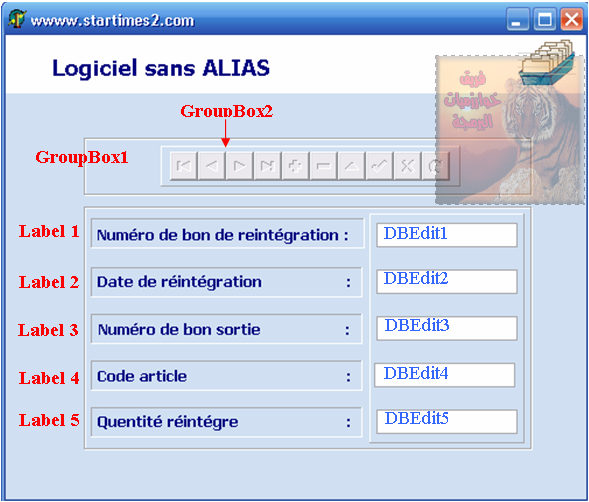 wwww.startimes2.com
Logiciel sans ALIAS
فريق
خوارزميات
البرمجة
GroupBox2
GroupBox1
Label 1
Numéro de bon de reintégration :
DBEdit1
Label 2
Date de réintégration :
DBEdit2
Label 3
Numéro de bon sortie :
DBEdit3
Label 4
Code article :
DBEdit4
Label 5
Quentité réintégre :
DBEdit5